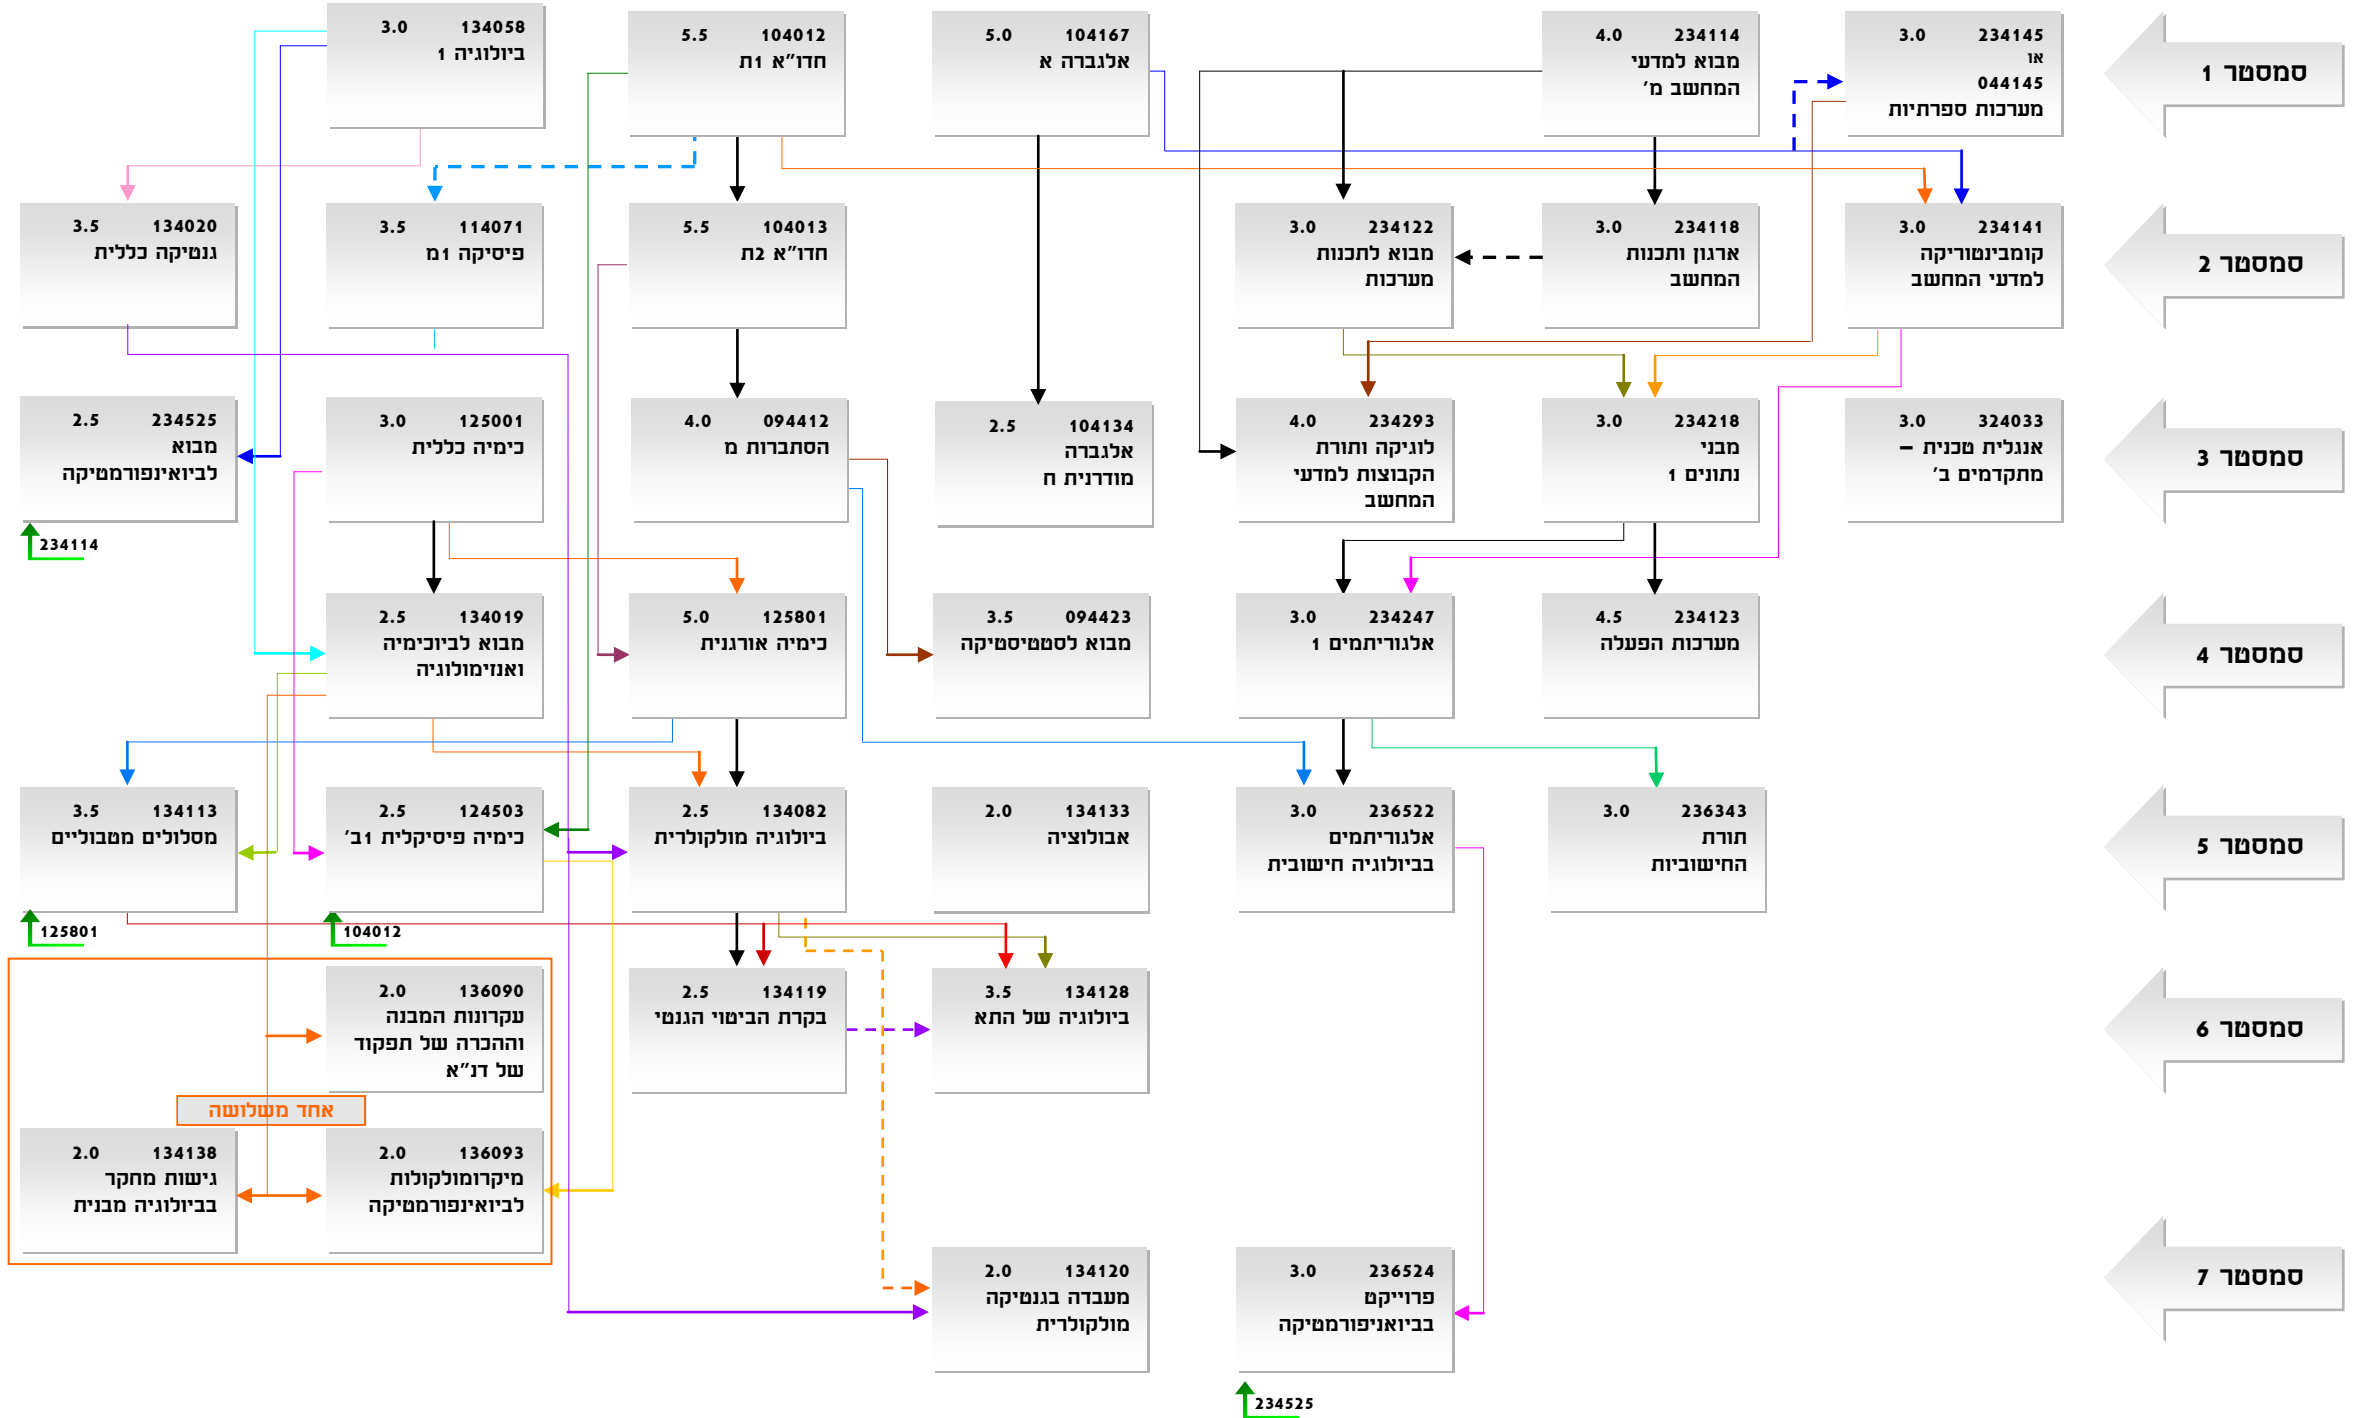 סמסטר 1
234145 3.0
או
044145
מערכות ספרתיות
234114 4.0
מבוא למדעי
המחשב מ'
104167 5.0
אלגברה א
104012 5.5
חדו"א 1ת
134058 3.0
ביולוגיה 1
סמסטר 2
234141 3.0
קומבינטוריקה
למדעי המחשב
234118 3.0
ארגון ותכנות
המחשב
234122 3.0
מבוא לתכנות
מערכות
104013 5.5
חדו"א 2ת
114071 3.5
פיסיקה 1מ
134020 3.5
גנטיקה כללית
סמסטר 3
324033 3.0
אנגלית טכנית –
מתקדמים ב'
234218 3.0
מבני
נתונים 1
234293 4.0
לוגיקה ותורת
הקבוצות למדעי
המחשב
104134 2.5
אלגברה
מודרנית ח
094412 4.0
הסתברות מ
125001 3.0
כימיה כללית
234525 2.5
מבוא
לביואינפורמטיקה
234114
סמסטר 4
234123 4.5
מערכות הפעלה
234247 3.0
אלגוריתמים 1
094423 3.5
מבוא לסטטיסטיקה
125801 5.0
כימיה אורגנית
134019 2.5
מבוא לביוכימיה
ואנזימולוגיה
סמסטר 5
236343 3.0
תורת
החישוביות
236522 3.0
אלגוריתמים
בביולוגיה חישובית
134133 2.0
אבולוציה
134082 2.5
ביולוגיה מולקולרית
124503 2.5
כימיה פיסיקלית 1ב'
104012
134113 3.5
מסלולים מטבוליים
125801
סמסטר 6
134128 3.5
ביולוגיה של התא
134119 2.5
בקרת הביטוי הגנטי
136090 2.0
עקרונות המבנה
וההכרה של תפקוד
של דנ"א
אחד משלושה
136093 2.0
מיקרומולקולות
לביואינפורמטיקה
134138 2.0
גישות מחקר
בביולוגיה מבנית
סמסטר 7
236524 3.0
פרוייקט
בביואניפורמטיקה
234525
134120 2.0
מעבדה בגנטיקה
מולקולרית